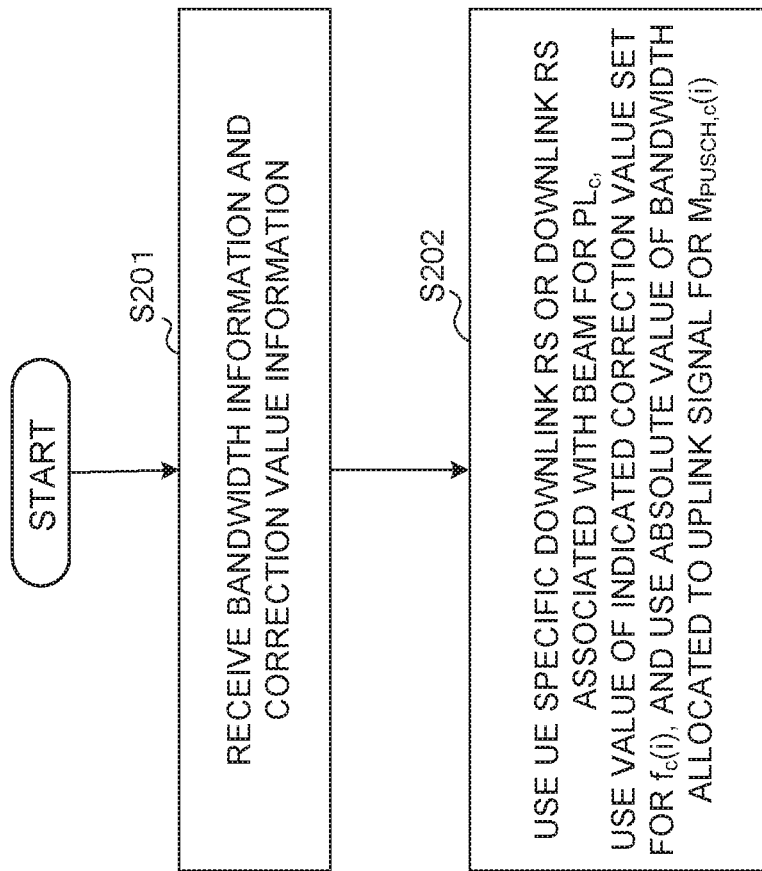 START
S201
RECEIVE BANDWIDTH INFORMATION AND
CORRECTION VALUE INFORMATION
S202
USE UE SPECIFIC DOWNLINK RS OR DOWNLINK RS
ASSOCIATED WITH BEAM FOR PLc,
USE VALUE OF INDICATED CORRECTION VALUE SET
FOR fc(i), AND USE ABSOLUTE VALUE OF BANDWIDTH
ALLOCATED TO UPLINK SIGNAL FOR MPUSCH,c(i)